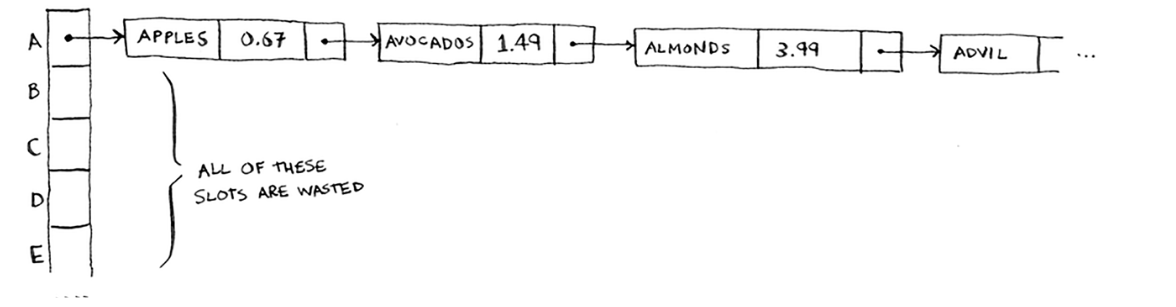 A
APPLES 0.67
AVOCADOS 1.49
ALMONDS 3.99
ADVIL ...
B
C
D
E
ALL OF THESE
SLOTS ARE WASTED